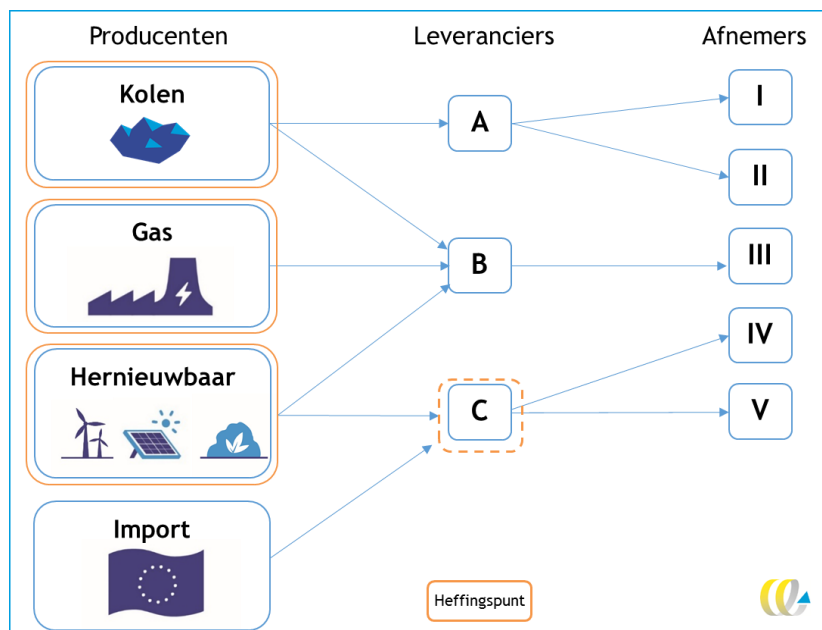 Producenten
Leveranciers
Afnemers
Kolen
A
I
II
Gas
B
III
Hernieuwbaar
C
IV
V
Import
Heffingspunt